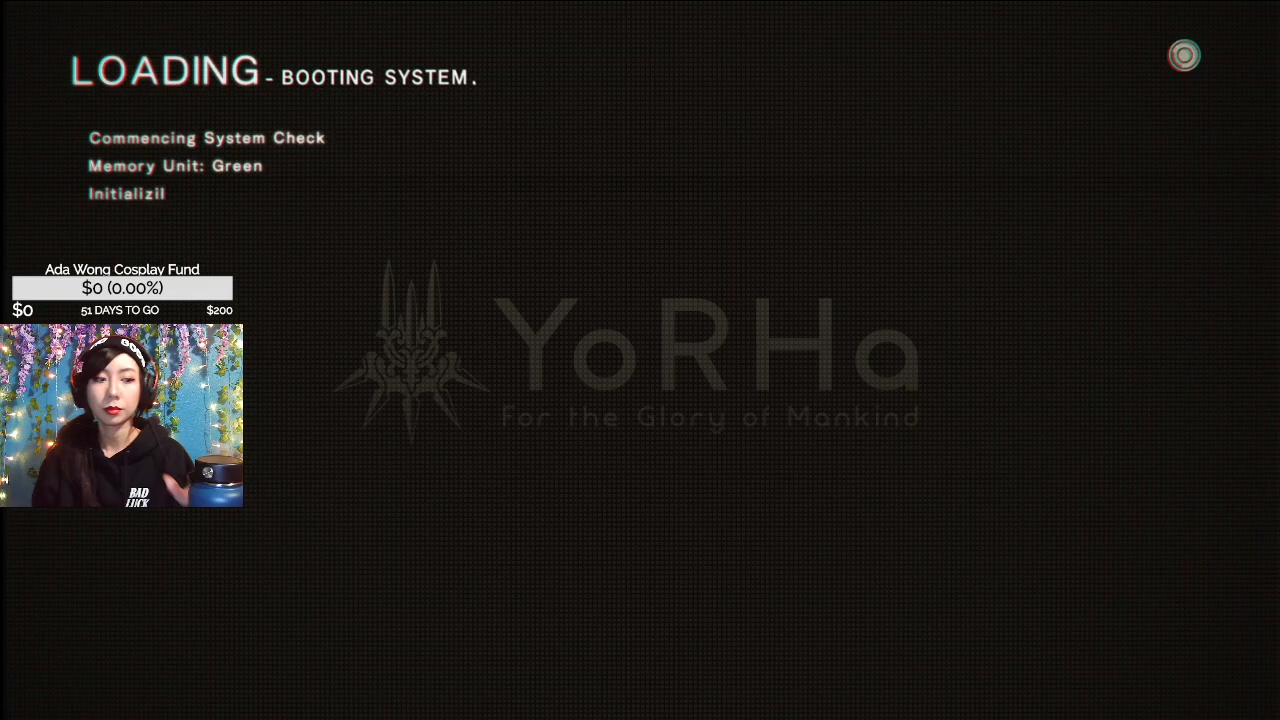 LOADING - BOOTING SYSTEM.
Commencing System Check
Memory Unit: Green
Initializil
Ada Wong Cosplay Fund
$0 (0.00%)
$0 51 DAYS TO GO $200
YoRHa
For the Glory of Mankind
BAD
LUCK